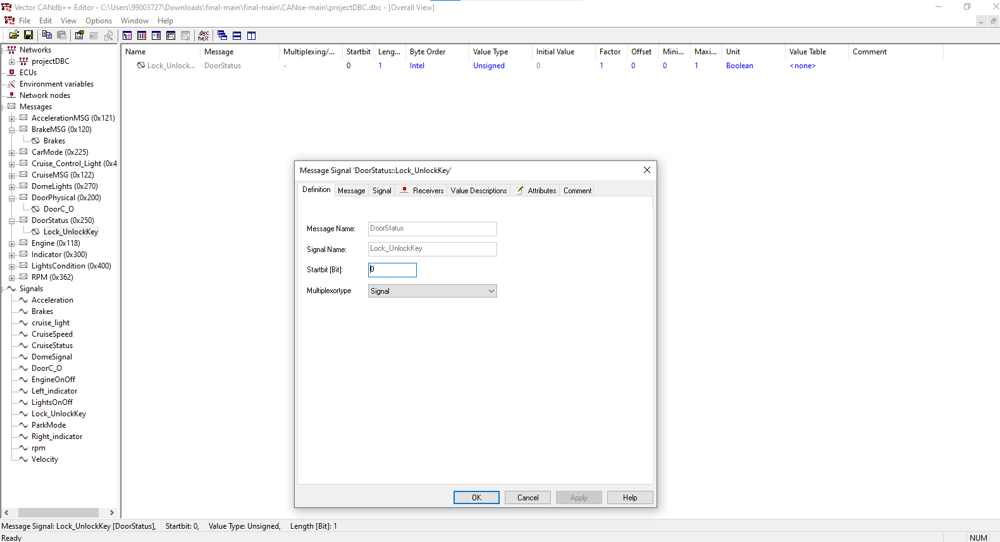 Vector CANdb++ Editor - C:\Users\99003727\Downloads\final-main\final-main\CANoe-main\projectDBC.dbc - [Overall View]
File Edit View Options Window Help
dec
hex
Networks
projectDBC
ECUs
Environment variables
Network nodes
Messages
AccelerationMSG (0x121)
BrakeMSG (0x120)
Brakes
CarMode (0x225)
Cruise_Control_Light (0x4
CruiseMSG (0x122)
DomeLights (0x270)
DoorPhysical (0x200)
DoorC_O
DoorStatus (0x250)
Lock_UnlockKey
Engine (0x118)
Indicator (0x300)
LightsCondition (0x400)
RPM (0x362)
Signals
Acceleration
Brakes
cruise_light
CruiseSpeed
CruiseStatus
DomeSignal
DoorC_O
EngineOnOff
Left_indicator
LightsOnOff
Lock_UnlockKey
ParkMode
Right_indicator
rpm
Velocity
Name Message Multiplexing/... Startbit Leng... Byte Order Value Type Initial Value Factor Offset Mini... Maxi... Unit Value Table Comment
Lock_Unlock... DoorStatus - 0 1 Intel Unsigned 0 1 0 0 1 Boolean <none>
Message Signal 'DoorStatus::Lock_UnlockKey'
Definition Message Signal Receivers Value Descriptions Attributes Comment
Message Name: DoorStatus
Signal Name: Lock_UnlockKey
Startbit [Bit]: 0
Multiplexortype Signal
OK Cancel Apply Help
Message Signal: Lock_UnlockKey [DoorStatus], Startbit: 0, Value Type: Unsigned, Length [Bit]: 1
Ready NUM